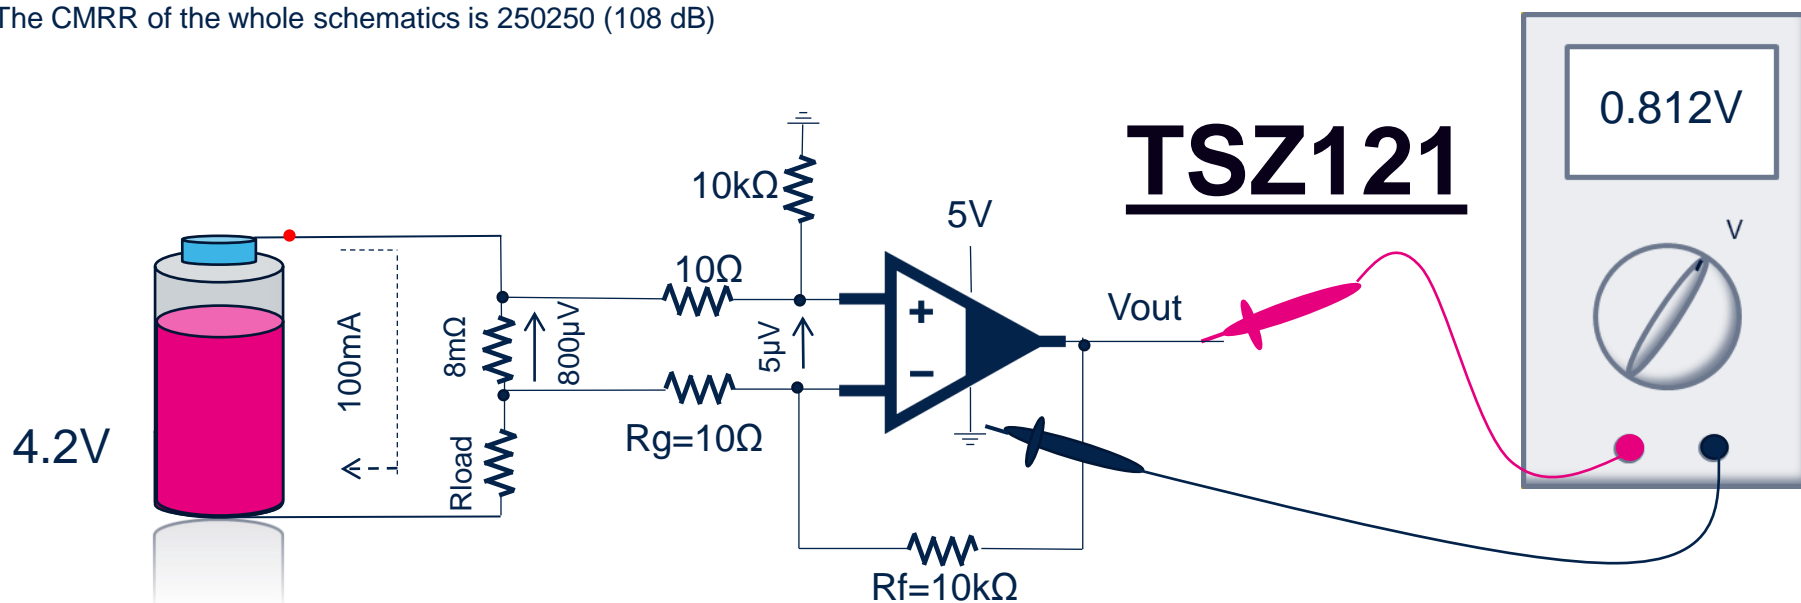 The CMRR of the whole schematics is 250250 (108 dB)
0.812V
TSZ121
V
10kΩ
5V
10Ω
Vout
+
100mA
8mΩ
800µV
5µV
−
4.2V
Rload
Rg=10Ω
Rf=10kΩ